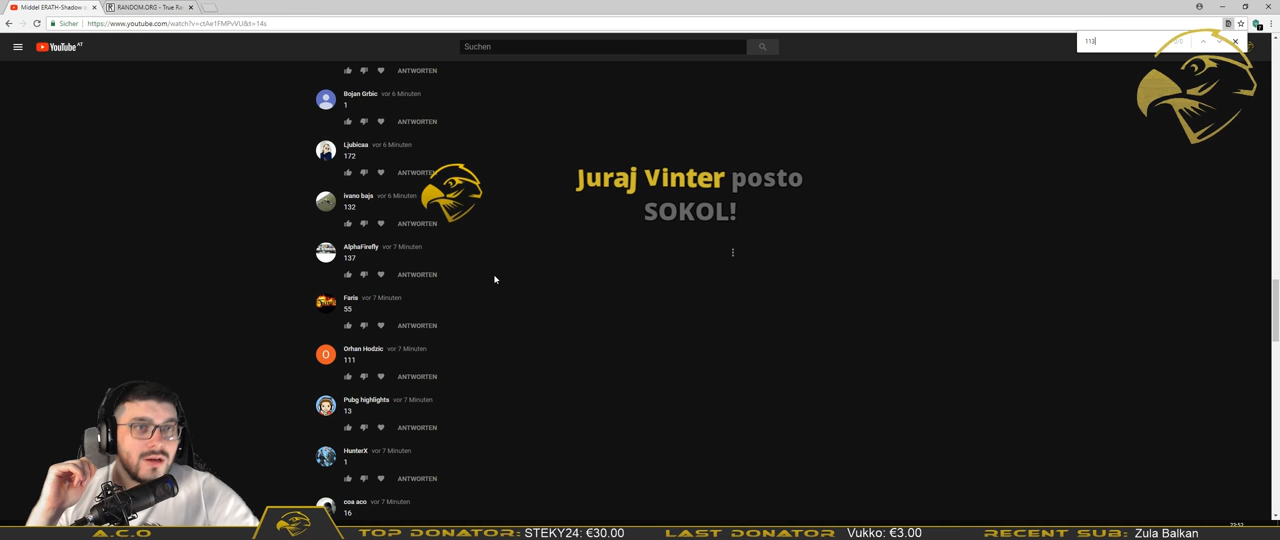 Middel ERATH-Shadow
RANDOM.ORG - True Ra
Sicher
https://www.youtube.com/watch?v=ctAe1FMPvVU&t=14s
113
0/0
YouTube AT
Suchen
ANTWORTEN
Bojan Grbic vor 6 Minuten
1
ANTWORTEN
Ljubicaa vor 6 Minuten
172
ANTWORTEN
ivano bajs vor 6 Minuten
132
ANTWORTEN
AlphaFirefly vor 7 Minuten
137
ANTWORTEN
Faris vor 7 Minuten
55
ANTWORTEN
Orhan Hodzic vor 7 Minuten
O
111
ANTWORTEN
Pubg highlights vor 7 Minuten
13
ANTWORTEN
HunterX vor 7 Minuten
1
ANTWORTEN
coa aco vor 7 Minuten
16
Juraj Vinter posto
SOKOL!
A.C.O
TOP DONATOR: STEKY24: €30.00
LAST DONATOR: Vukko: €3.00
RECENT SUB: Zula Balkan